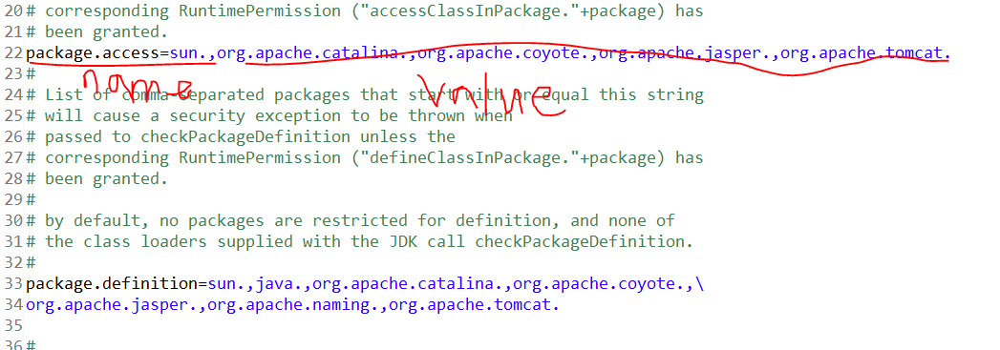 20# corresponding RuntimePermission ("accessClassInPackage."+package) has
21# been granted.
22package.access=sun.,org.apache.catalina.,org.apache.coyote.,org.apache.jasper.,org.apache.tomcat.
name value
23#
24# List of comma-separated packages that start with or equal this string
25# will cause a security exception to be thrown when
26# passed to checkPackageDefinition unless the
27# corresponding RuntimePermission ("defineClassInPackage."+package) has
28# been granted.
29#
30# by default, no packages are restricted for definition, and none of
31# the class loaders supplied with the JDK call checkPackageDefinition.
32#
33package.definition=sun.,java.,org.apache.catalina.,org.apache.coyote.,\
34org.apache.jasper.,org.apache.naming.,org.apache.tomcat.
35
36#